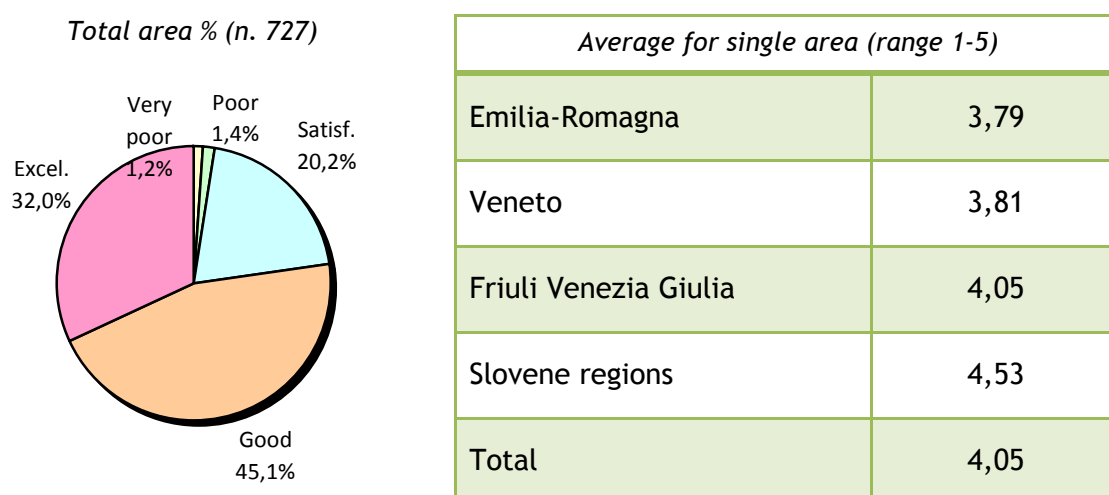 Total area % (n. 727)
Very
poor
1,2%
Poor
1,4%
Satisf.
20,2%
Excel.
32,0%
Good
45,1%
Average for single area (range 1-5)
Emilia-Romagna 3,79
Veneto 3,81
Friuli Venezia Giulia 4,05
Slovene regions 4,53
Total 4,05